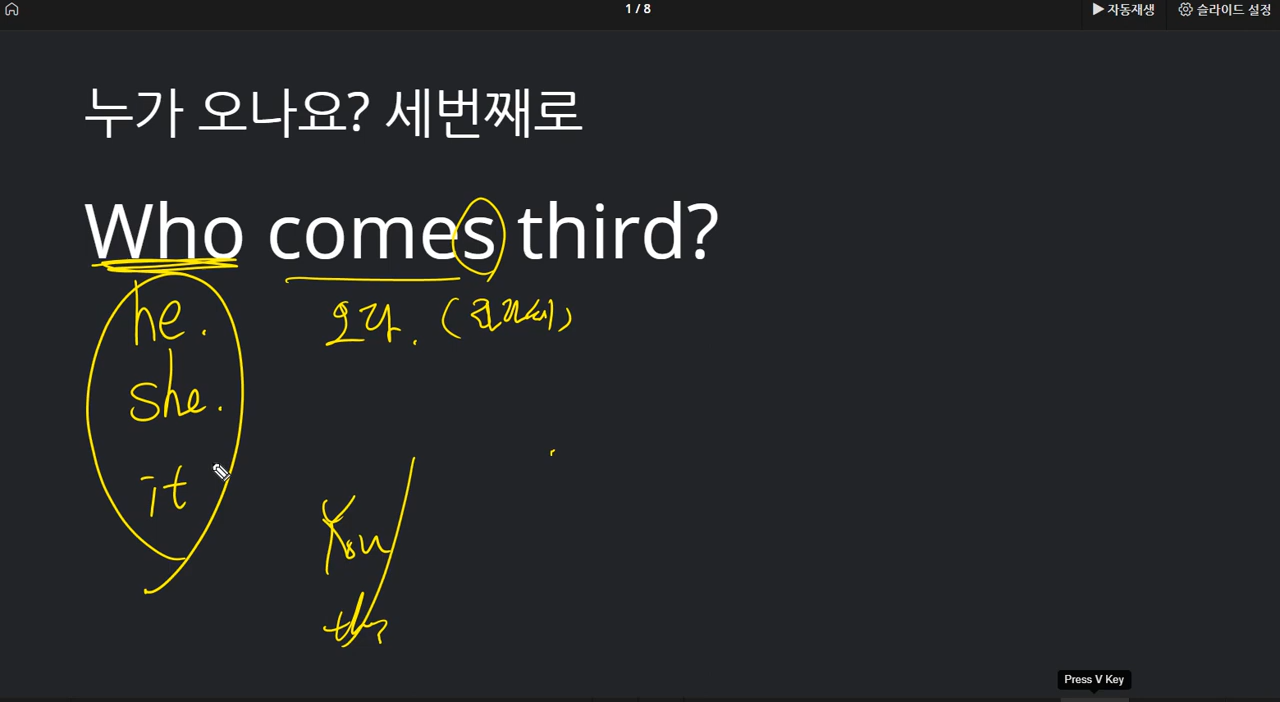 1 / 8
▶ 자동재생
슬라이드 설정
누가 오나요? 세번째로
Who comes third?
he.
오다.
she.
it
You
Press V Key